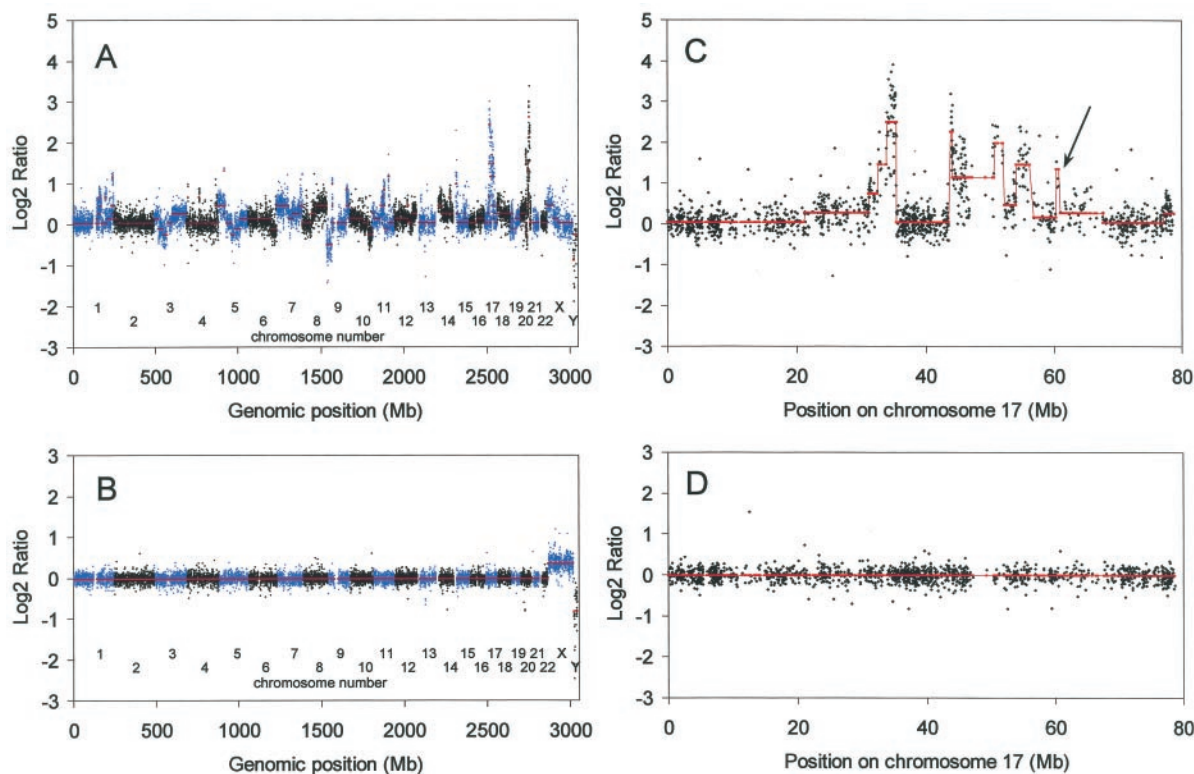 A
Log2 Ratio
5
4
3
2
1
0
-1
-2
-3
1 3 5 7 9 11 13 15 17 19 21 X
2 4 6 8 10 12 14 16 18 20 22 Y
chromosome number
0 500 1000 1500 2000 2500 3000
Genomic position (Mb)
C
Log2 Ratio
5
4
3
2
1
0
-1
-2
-3
0 20 40 60 80
Position on chromosome 17 (Mb)
B
Log2 Ratio
3
2
1
0
-1
-2
-3
1 3 5 7 9 11 13 15 17 19 21 X
2 4 6 8 10 12 14 16 18 20 22 Y
chromosome number
0 500 1000 1500 2000 2500 3000
Genomic position (Mb)
D
Log2 Ratio
3
2
1
0
-1
-2
-3
0 20 40 60 80
Position on chromosome 17 (Mb)